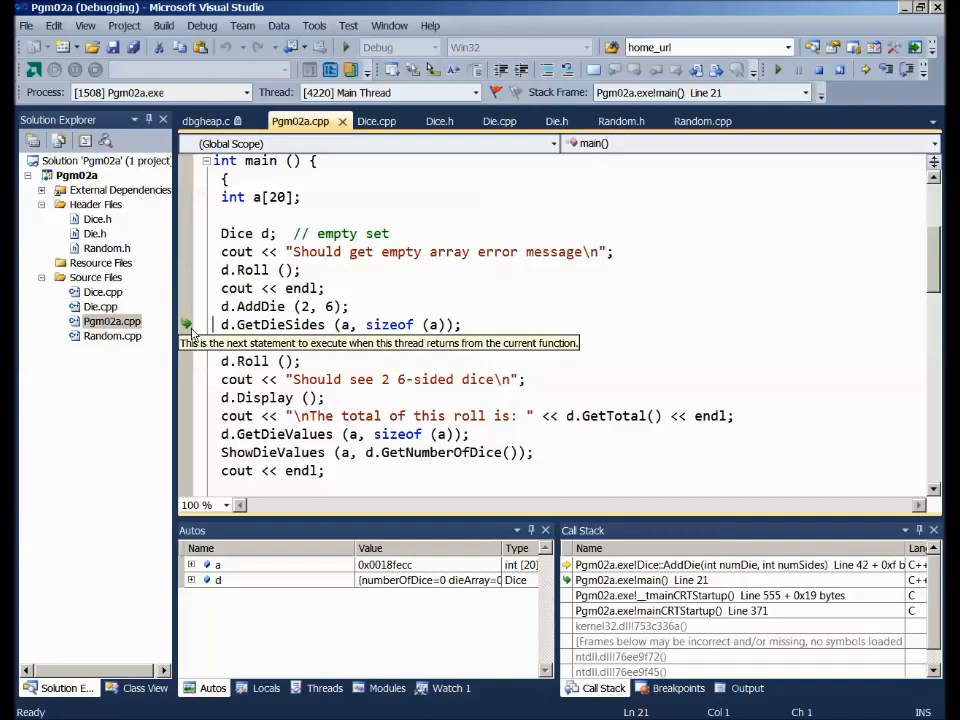 Pgm02a (Debugging) - Microsoft Visual Studio
File Edit View Project Build Debug Team Data Tools Test Window Help
Debug Win32 home_url
Process: [1508] Pgm02a.exe Thread: [4220] Main Thread Stack Frame: Pgm02a.exe!main() Line 21
Solution Explorer
Solution 'Pgm02a' (1 project)
Pgm02a
External Dependencies
Header Files
Dice.h
Die.h
Random.h
Resource Files
Source Files
Dice.cpp
Die.cpp
Pgm02a.cpp
Random.cpp
Solution E... Class View
dbgheap.c Pgm02a.cpp Dice.cpp Dice.h Die.cpp Die.h Random.h Random.cpp
(Global Scope) main()
int main () {
{
int a[20];
Dice d; // empty set
cout << "Should get empty array error message\n";
d.Roll ();
cout << endl;
d.AddDie (2, 6);
d.GetDieSides (a, sizeof (a));
This is the next statement to execute when this thread returns from the current function.
d.Roll ();
cout << "Should see 2 6-sided dice\n";
d.Display ();
cout << "\nThe total of this roll is: " << d.GetTotal() << endl;
d.GetDieValues (a, sizeof (a));
ShowDieValues (a, d.GetNumberOfDice());
cout << endl;
100 %
Autos
Name Value Type
a 0x0018fecc int [20]
d {numberOfDice=0 dieArray=0 Dice
Autos Locals Threads Modules Watch 1
Call Stack
Name Lan
Pgm02a.exe!Dice::AddDie(int numDie, int numSides) Line 42 + 0xf b C++
Pgm02a.exe!main() Line 21 C++
Pgm02a.exe!__tmainCRTStartup() Line 555 + 0x19 bytes C
Pgm02a.exe!mainCRTStartup() Line 371 C
kernel32.dll!753c336a()
[Frames below may be incorrect and/or missing, no symbols loaded
ntdll.dll!76ee9f72()
ntdll.dll!76ee9f45()
Call Stack Breakpoints Output
Ready Ln 21 Col 1 Ch 1 INS